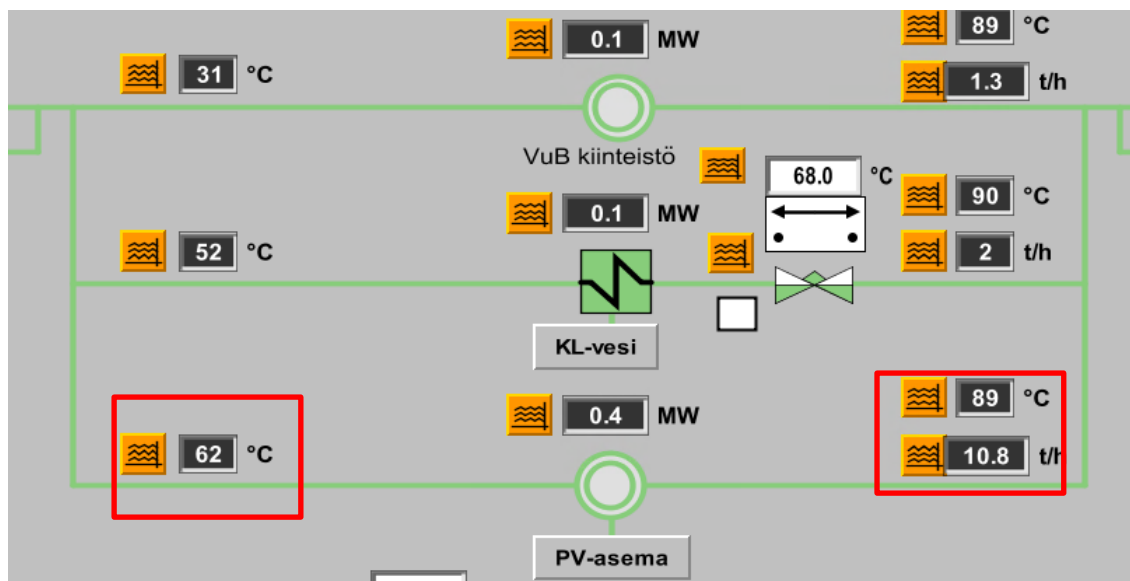 0.1 MW
89 °C
31 °C
1.3 t/h
VuB kiinteistö
68.0 °C
0.1 MW
90 °C
52 °C
2 t/h
KL-vesi
0.4 MW
89 °C
62 °C
10.8 t/h
PV-asema